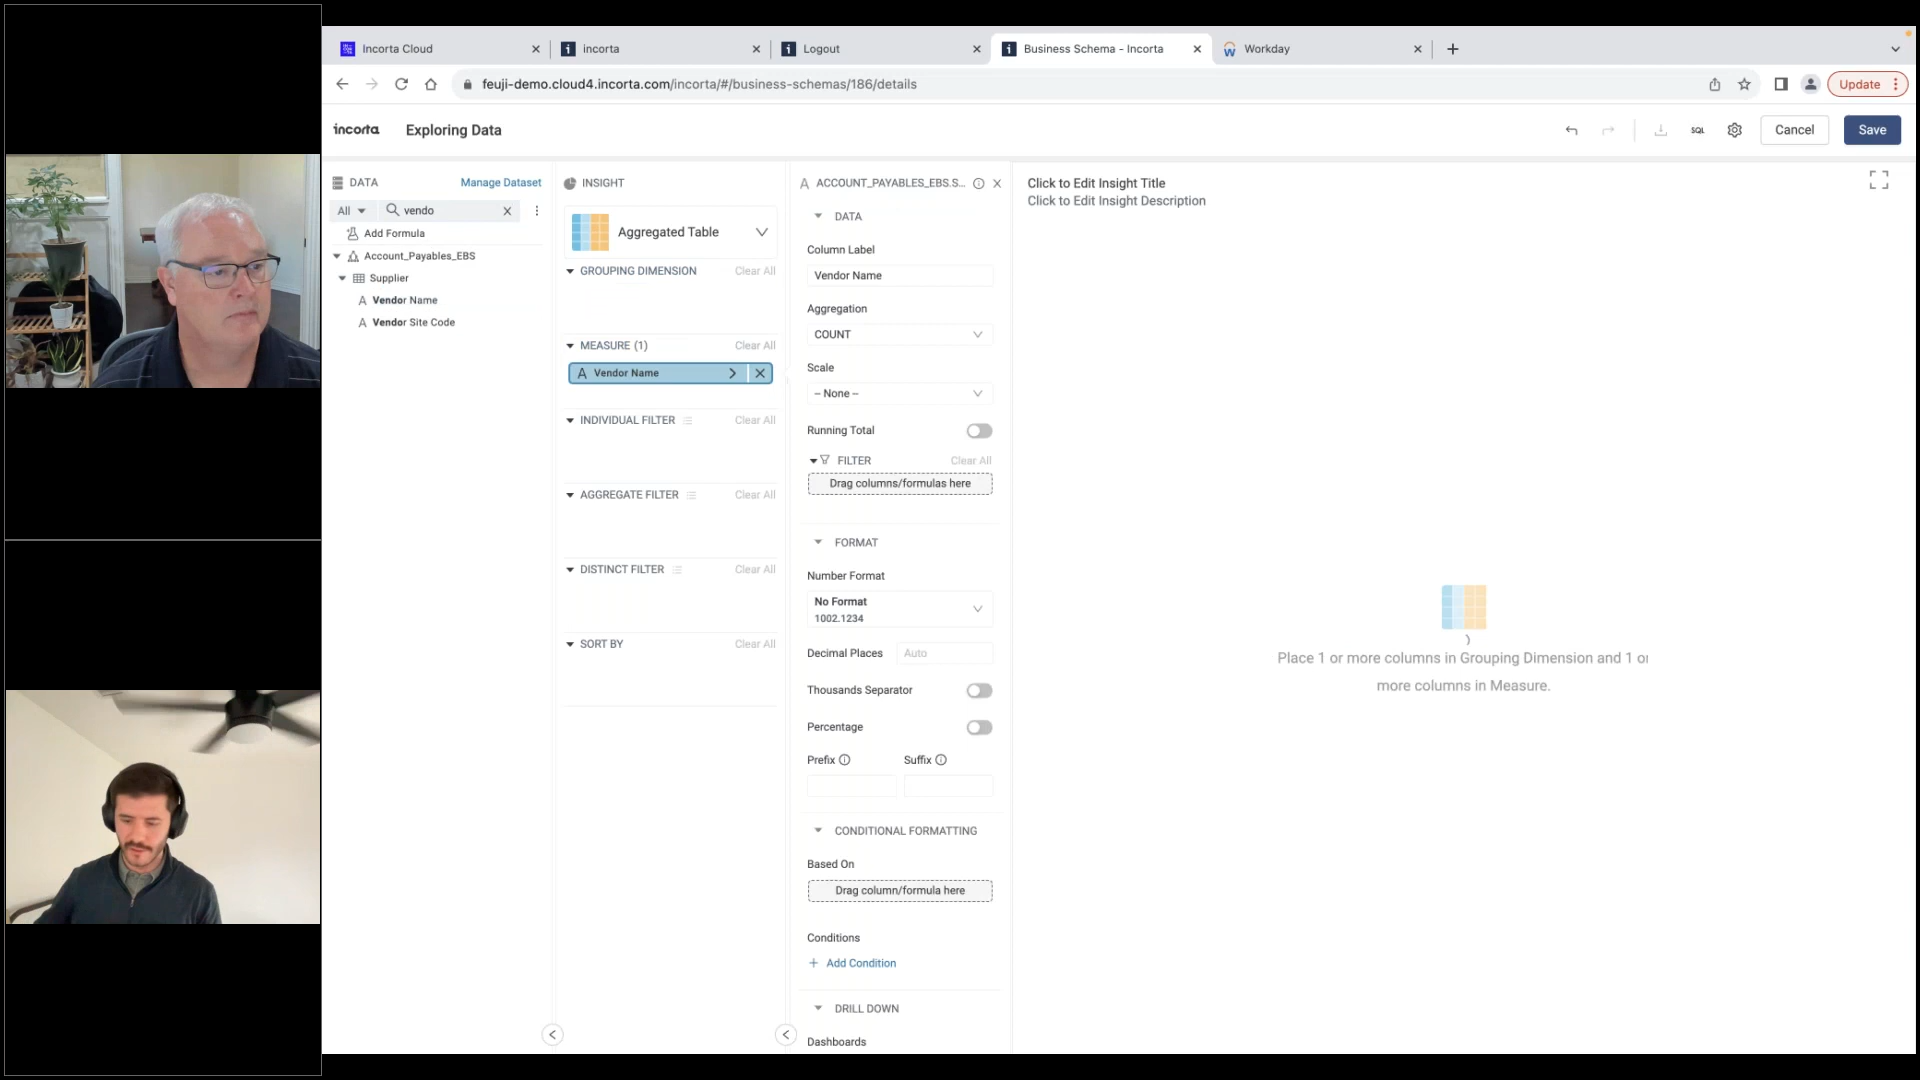 Incorta Cloud
incorta
Logout
Business Schema - Incorta
Workday
feuji-demo.cloud4.incorta.com/incorta/#/business-schemas/186/details
Update
incorta
Exploring Data
SQL
Cancel
Save
DATA
Manage Dataset
All
vendo
Add Formula
Account_Payables_EBS
Supplier
Vendor Name
Vendor Site Code
INSIGHT
Aggregated Table
GROUPING DIMENSION
Clear All
MEASURE (1)
Clear All
Vendor Name
INDIVIDUAL FILTER
Clear All
AGGREGATE FILTER
Clear All
DISTINCT FILTER
Clear All
SORT BY
Clear All
ACCOUNT_PAYABLES_EBS.S...
DATA
Column Label
Vendor Name
Aggregation
COUNT
Scale
-- None --
Running Total
FILTER
Clear All
Drag columns/formulas here
FORMAT
Number Format
No Format
1002.1234
Decimal Places
Auto
Thousands Separator
Percentage
Prefix
Suffix
CONDITIONAL FORMATTING
Based On
Drag column/formula here
Conditions
+ Add Condition
DRILL DOWN
Dashboards
Click to Edit Insight Title
Click to Edit Insight Description
Place 1 or more columns in Grouping Dimension and 1 or
more columns in Measure.